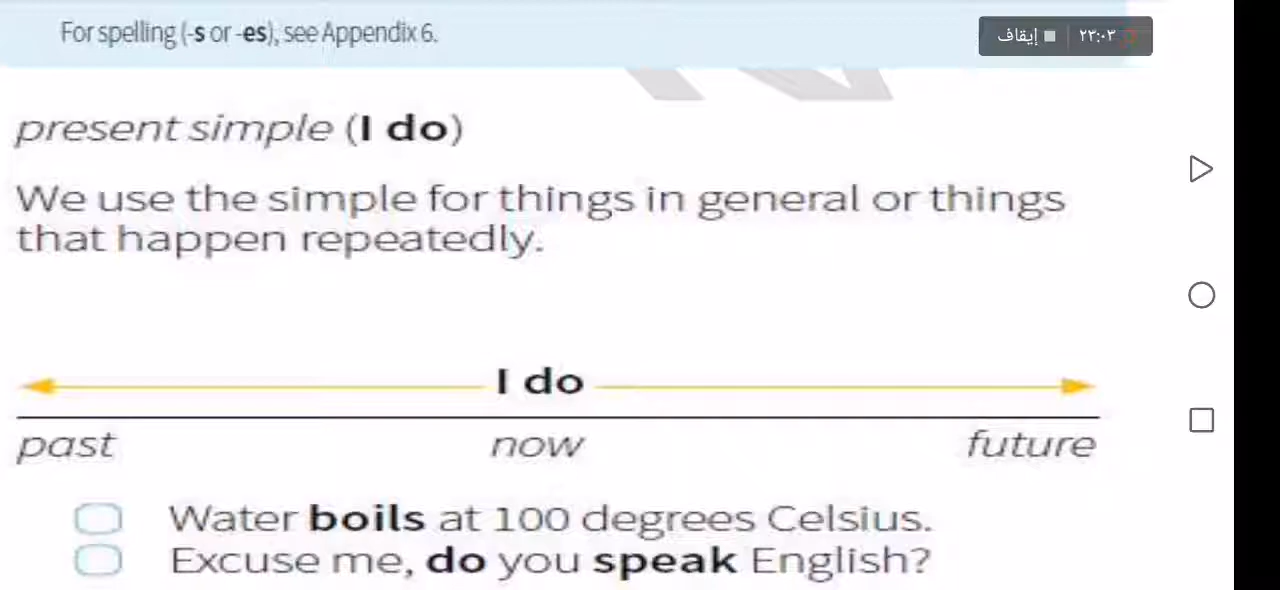 For spelling (-s or -es), see Appendix 6.
إيقاف ٢٣:٠٣
present simple (I do)
We use the simple for things in general or things
that happen repeatedly.
I do
past now future
Water boils at 100 degrees Celsius.
Excuse me, do you speak English?